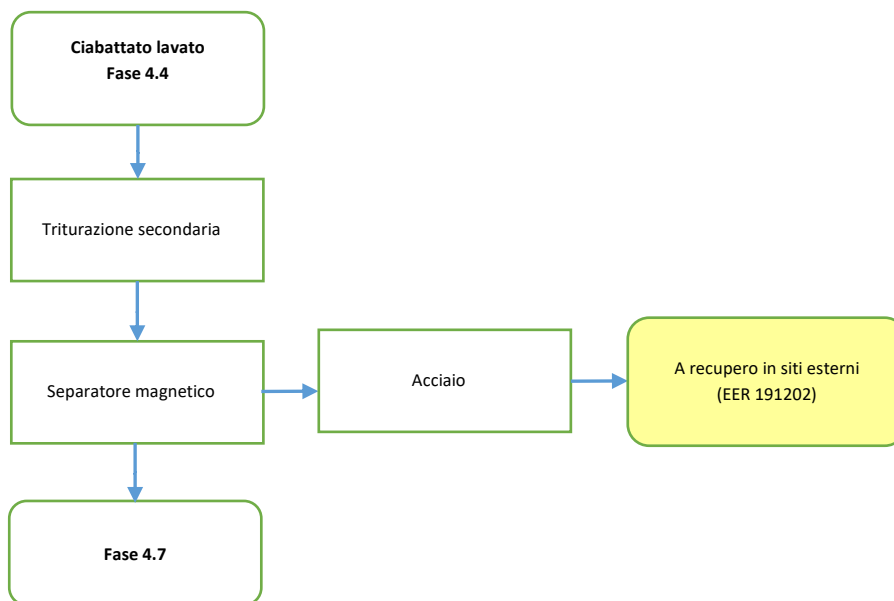 Ciabattato lavato
Fase 4.4
Triturazione secondaria
Separatore magnetico
Acciaio
A recupero in siti esterni
(EER 191202)
Fase 4.7